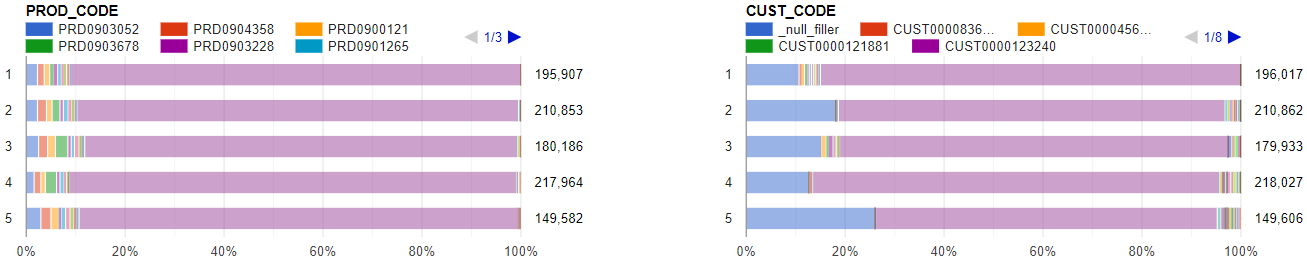 PROD_CODE
PRD0903052 PRD0904358 PRD0900121
PRD0903678 PRD0903228 PRD0901265
1/3
1 195,907
2 210,853
3 180,186
4 217,964
5 149,582
0% 20% 40% 60% 80% 100%
CUST_CODE
_null_filler CUST0000836... CUST0000456...
CUST0000121881 CUST0000123240
1/8
1 196,017
2 210,862
3 179,933
4 218,027
5 149,606
0% 20% 40% 60% 80% 100%